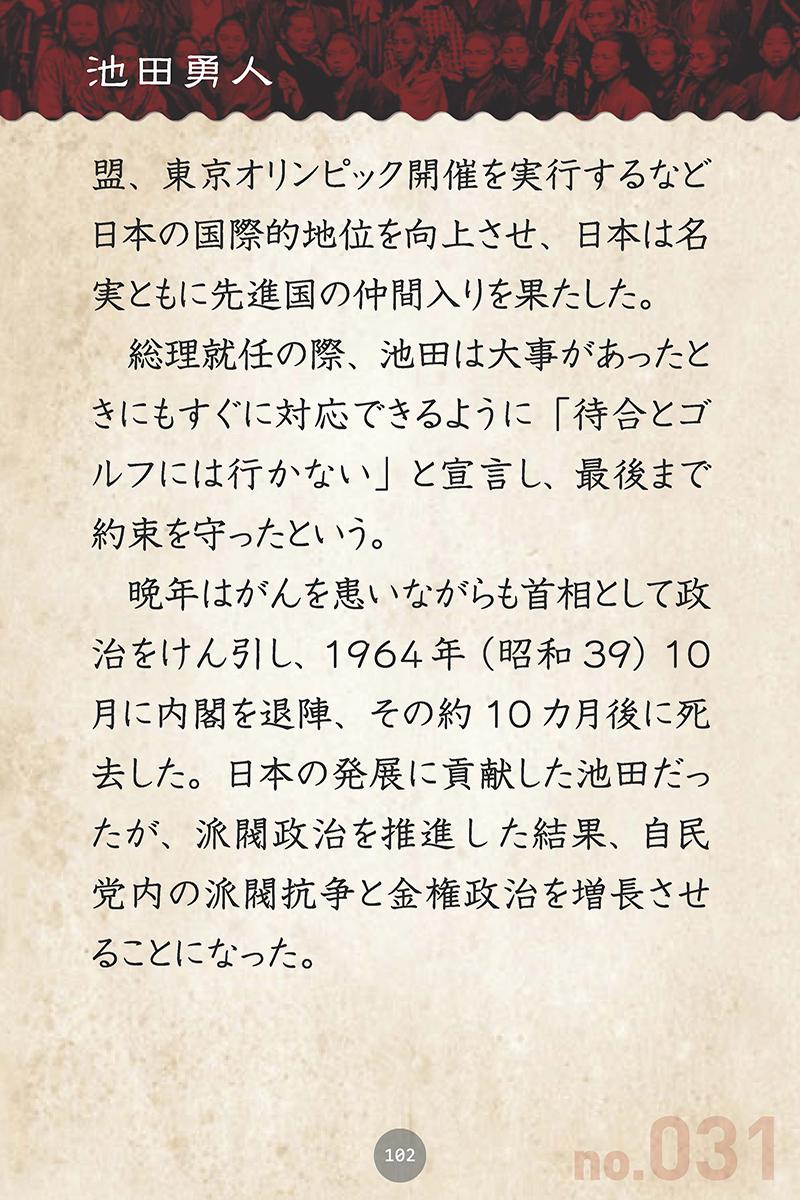 池田勇人
盟、東京オリンピック開催を実行するなど
日本の国際的地位を向上させ、日本は名
実ともに先進国の仲間入りを果たした。
　総理就任の際、池田は大事があったと
きにもすぐに対応できるように「待合とゴ
ルフには行かない」と宣言し、最後まで
約束を守ったという。
　晩年はがんを患いながらも首相として政
治をけん引し、1964年（昭和39）10
月に内閣を退陣、その約10カ月後に死
去した。日本の発展に貢献した池田だっ
たが、派閥政治を推進した結果、自民
党内の派閥抗争と金権政治を増長させ
ることになった。
102
no.031